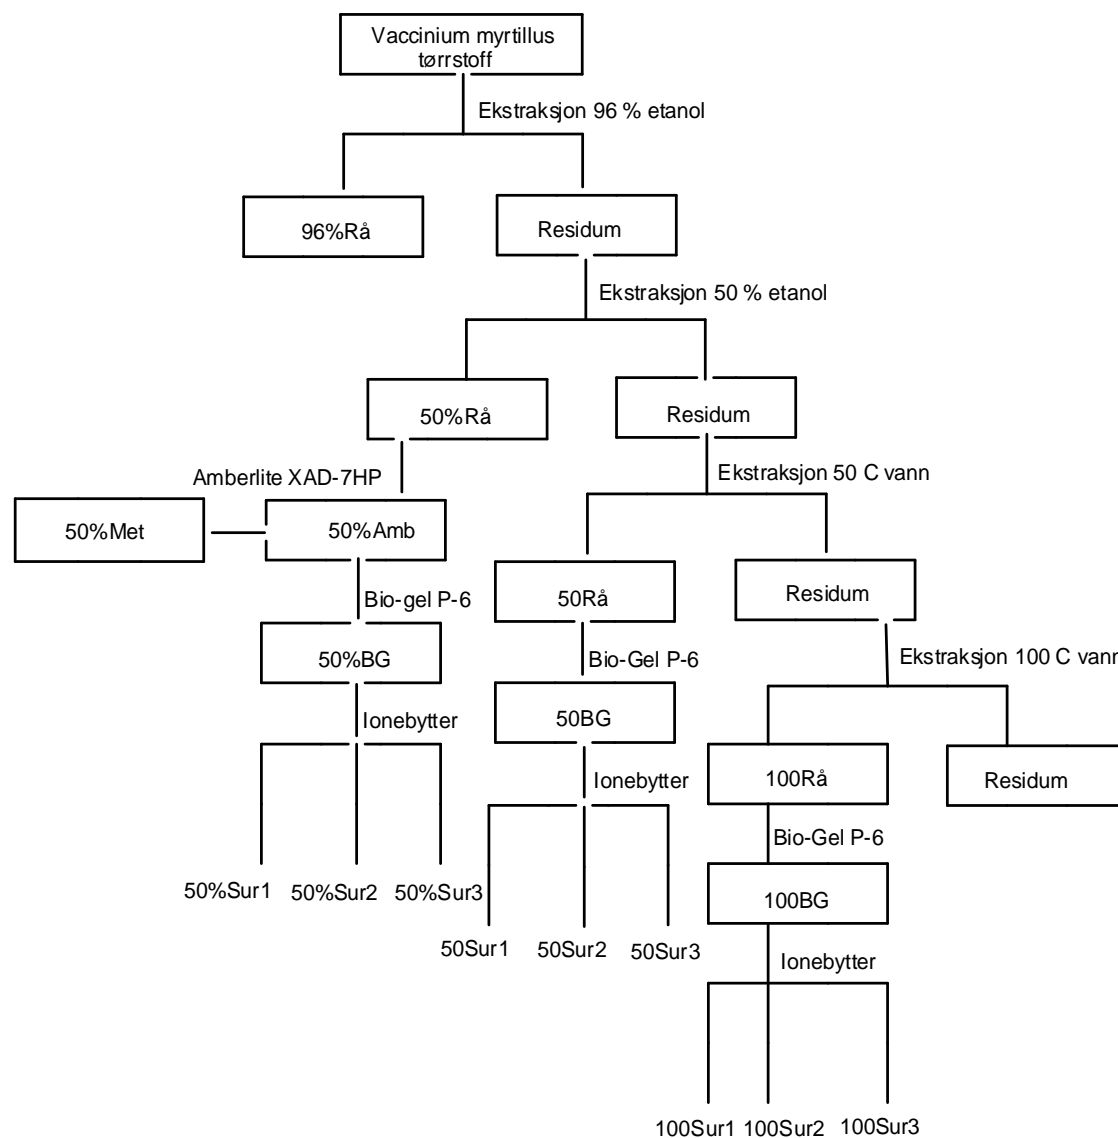 Vaccinium myrtillus
tørrstoff
Ekstraksjon 96 % etanol
96%Rå
Residum
Ekstraksjon 50 % etanol
50%Rå
Residum
Amberlite XAD-7HP
Ekstraksjon 50 C vann
50%Met
50%Amb
50Rå
Residum
Bio-gel P-6
50%BG
Bio-Gel P-6
Ekstraksjon 100 C vann
50BG
Ionebytter
100Rå
Residum
Ionebytter
Bio-Gel P-6
50%Sur1
50%Sur2
50%Sur3
100BG
50Sur1
50Sur2
50Sur3
Ionebytter
100Sur1
100Sur2
100Sur3